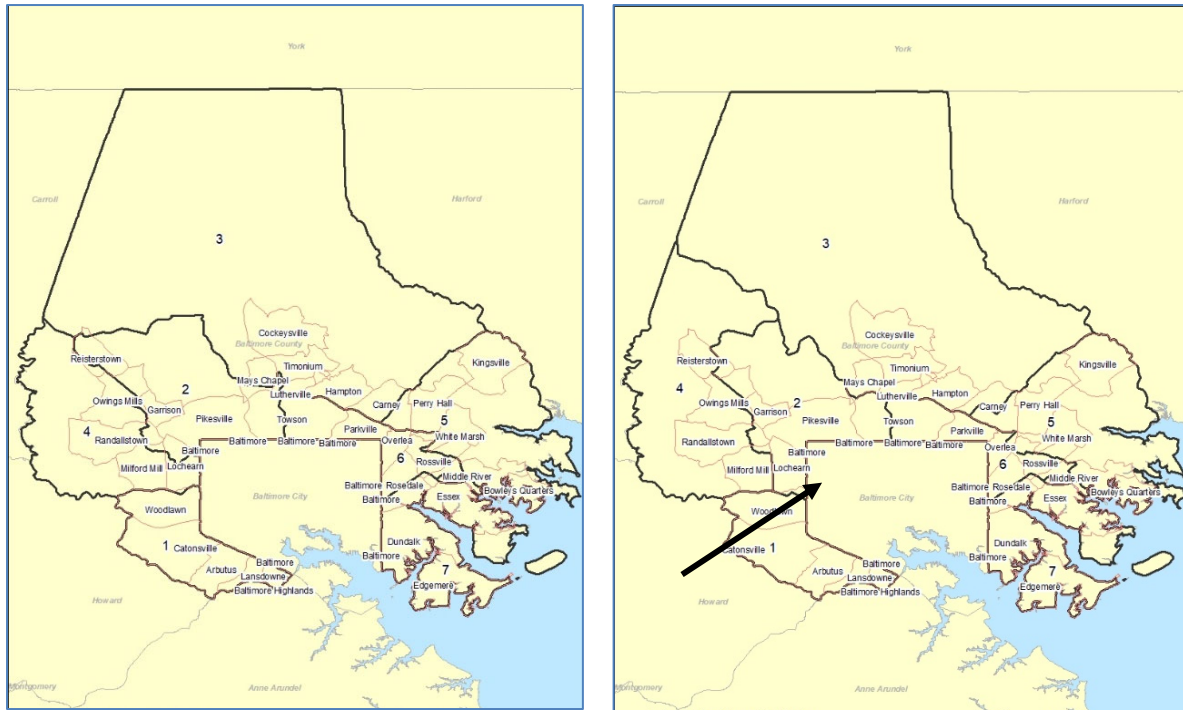 York
Carroll
Harford
3
Cockeysville
Baltimore County
Kingsville
Reisterstown
Timonium
Mays Chapel
2
Hampton
Lutherville
Owings Mills
Carney
Perry Hall
Garrison
5
Pikesville
Towson
Parkville
4
Randallstown
White Marsh
Baltimore
Baltimore
Baltimore
Overlea
Baltimore
6
Milford Mill
Lochearn
Rossville
Middle River
Baltimore
Rosedale
Bowleys Quarters
Baltimore City
Essex
Baltimore
Woodlawn
1
Catonsville
Dundalk
Baltimore
Baltimore
Arbutus
7
Lansdowne
Edgemere
Baltimore Highlands
Howard
Montgomery
Anne Arundel
York
Carroll
Harford
3
Cockeysville
Baltimore County
Reisterstown
Kingsville
Timonium
4
Mays Chapel
Hampton
Lutherville
Owings Mills
2
Carney
Perry Hall
Garrison
5
Pikesville
Towson
Parkville
Randallstown
White Marsh
Baltimore
Baltimore
Baltimore
Overlea
Baltimore
6
Milford Mill
Lochearn
Rossville
Middle River
Baltimore
Rosedale
Bowleys Quarters
Baltimore City
Essex
Baltimore
Woodlawn
1
Catonsville
Dundalk
Baltimore
Baltimore
Arbutus
7
Lansdowne
Edgemere
Baltimore Highlands
Howard
Montgomery
Anne Arundel